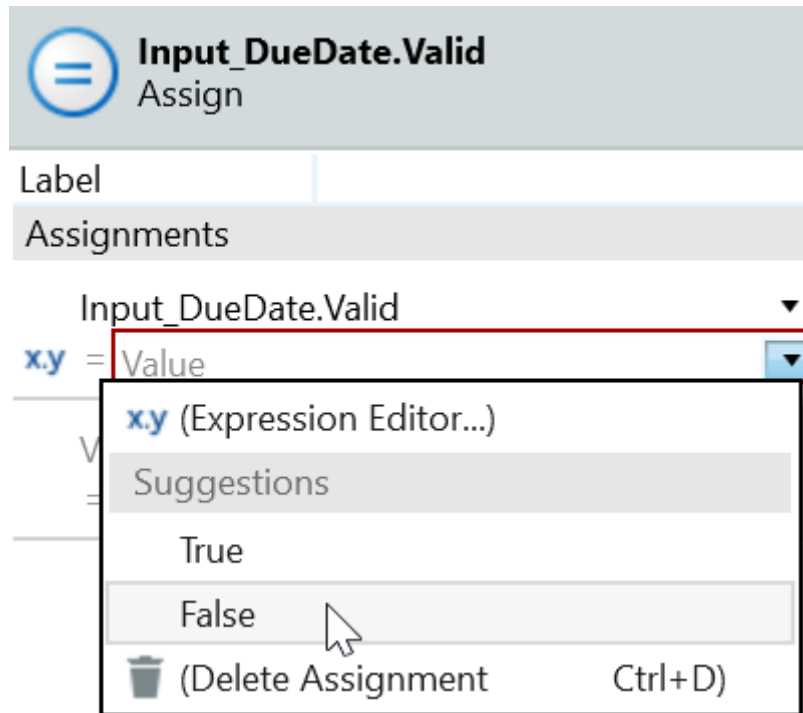 Input_DueDate.Valid
Assign
Label
Assignments
Input_DueDate.Valid
x.y = Value
x.y (Expression Editor...)
V
Suggestions
=
True
False
(Delete Assignment Ctrl+D)